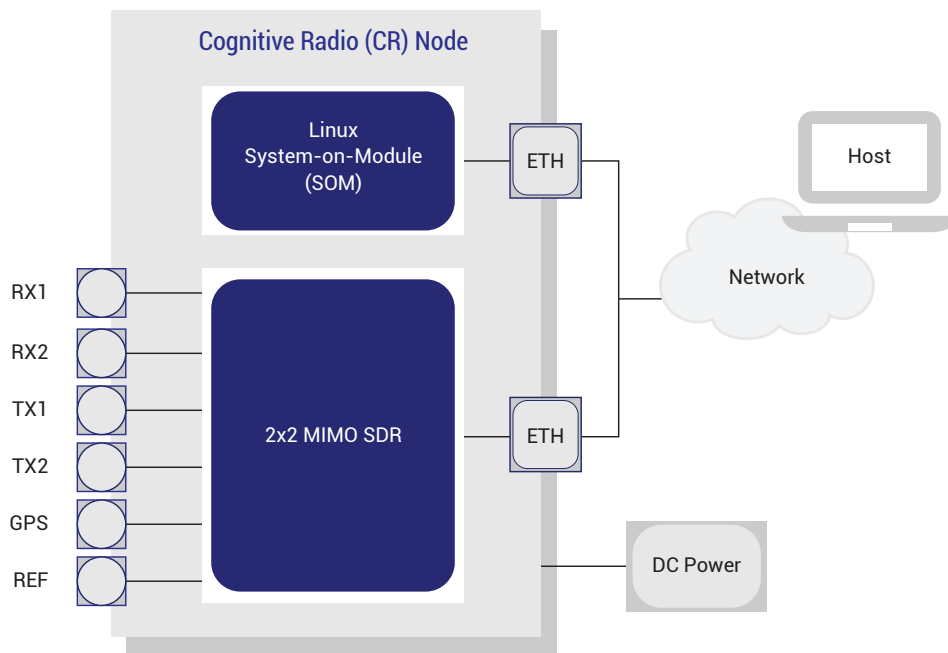 Cognitive Radio (CR) Node
Linux
System-on-Module
(SOM)
ETH
Host
Network
RX1
RX2
TX1
TX2
GPS
REF
2x2 MIMO SDR
ETH
DC Power